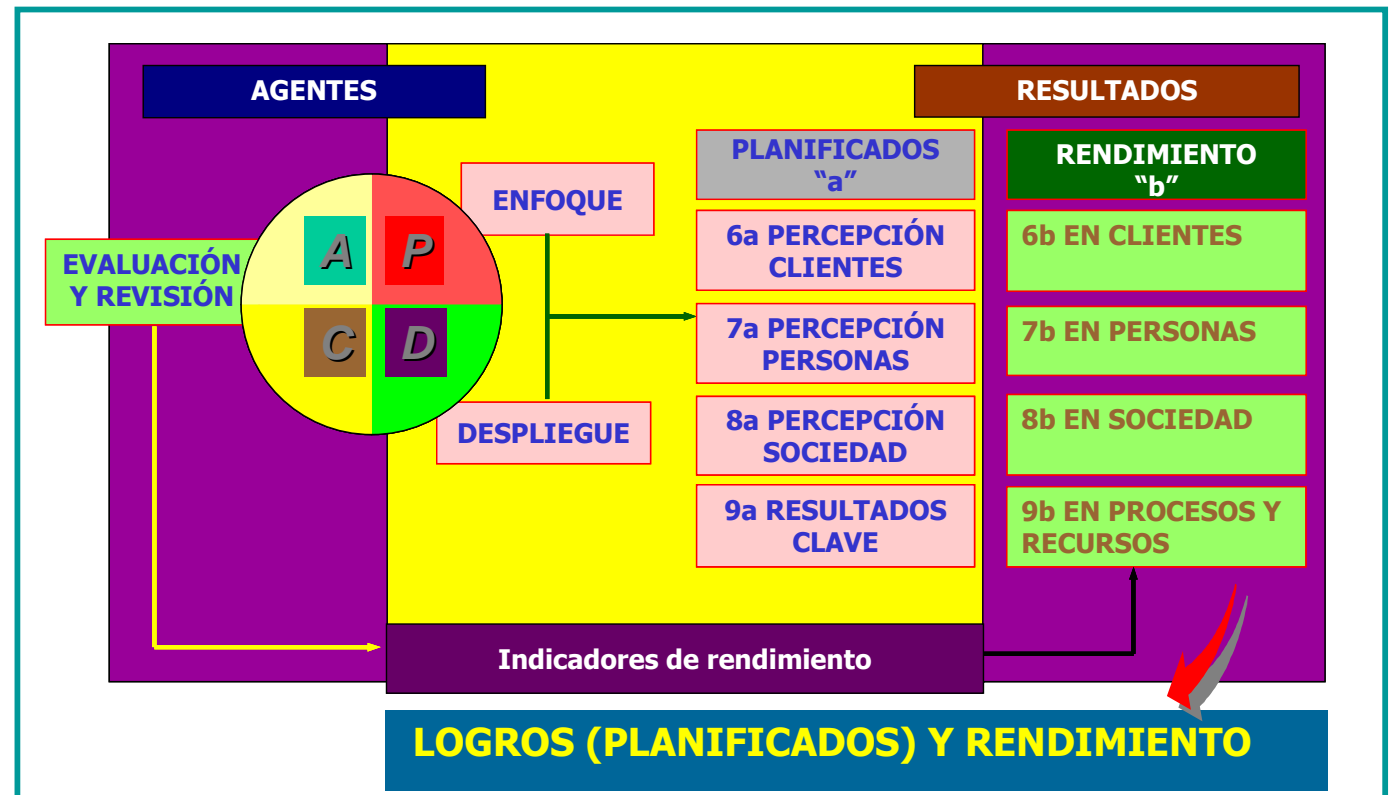 AGENTES
RESULTADOS
PLANIFICADOS
“a”
RENDIMIENTO
“b”
ENFOQUE
A
P
C
D
EVALUACIÓN
Y REVISIÓN
DESPLIEGUE
6a PERCEPCIÓN
CLIENTES
6b EN CLIENTES
7a PERCEPCIÓN
PERSONAS
7b EN PERSONAS
8a PERCEPCIÓN
SOCIEDAD
8b EN SOCIEDAD
9a RESULTADOS
CLAVE
9b EN PROCESOS Y
RECURSOS
Indicadores de rendimiento
LOGROS (PLANIFICADOS) Y RENDIMIENTO